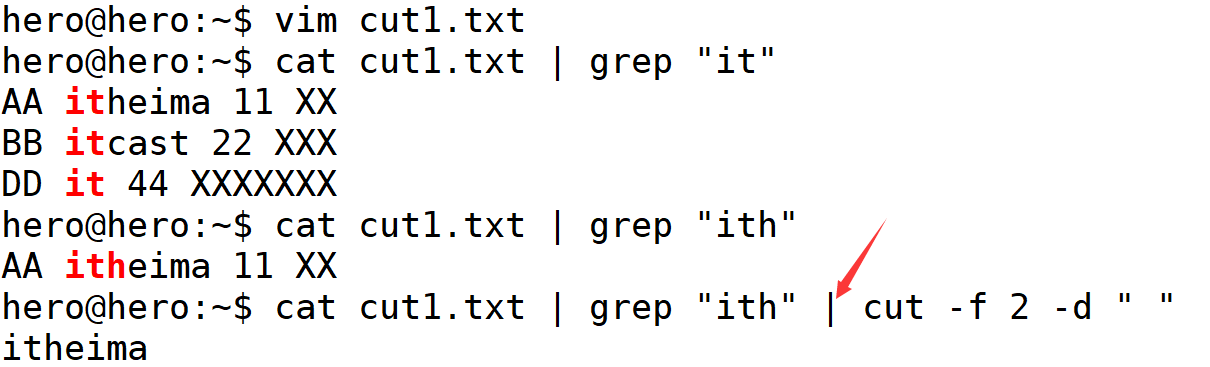 hero@hero:~$ vim cut1.txt
hero@hero:~$ cat cut1.txt | grep "it"
AA itheima 11 XX
BB itcast 22 XXX
DD it 44 XXXXXXX
hero@hero:~$ cat cut1.txt | grep "ith"
AA itheima 11 XX
hero@hero:~$ cat cut1.txt | grep "ith" | cut -f 2 -d " "
itheima